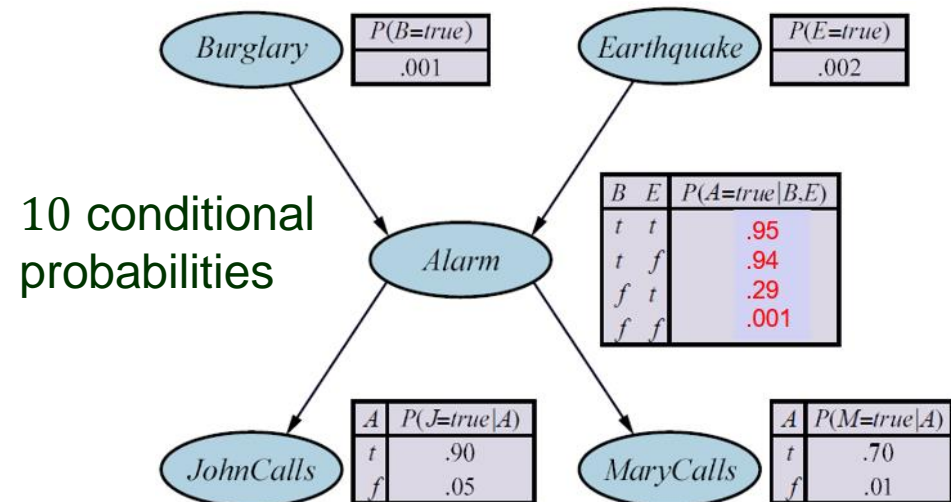 Burglary
P(B=true)
.001
Earthquake
P(E=true)
.002
10 conditional
probabilities
Alarm
B E P(A=true|B,E)
t t .95
t f .94
f t .29
f f .001
JohnCalls
A P(J=true|A)
t .90
f .05
MaryCalls
A P(M=true|A)
t .70
f .01